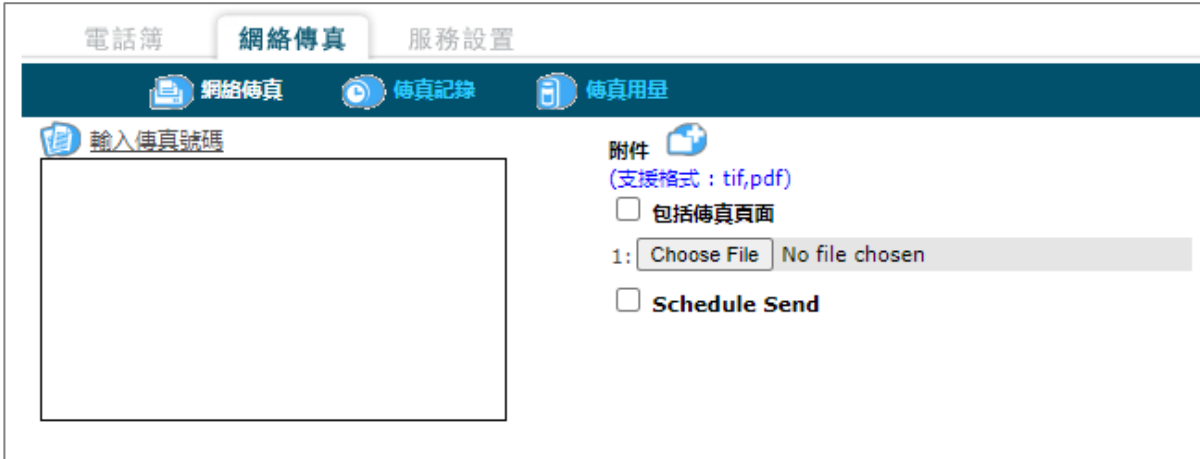 電話簿 網絡傳真 服務設置
網絡傳真 傳真記錄 傳真用量
輸入傳真號碼
附件
(支援格式：tif,pdf)
包括傳真頁面
1: Choose File No file chosen
Schedule Send